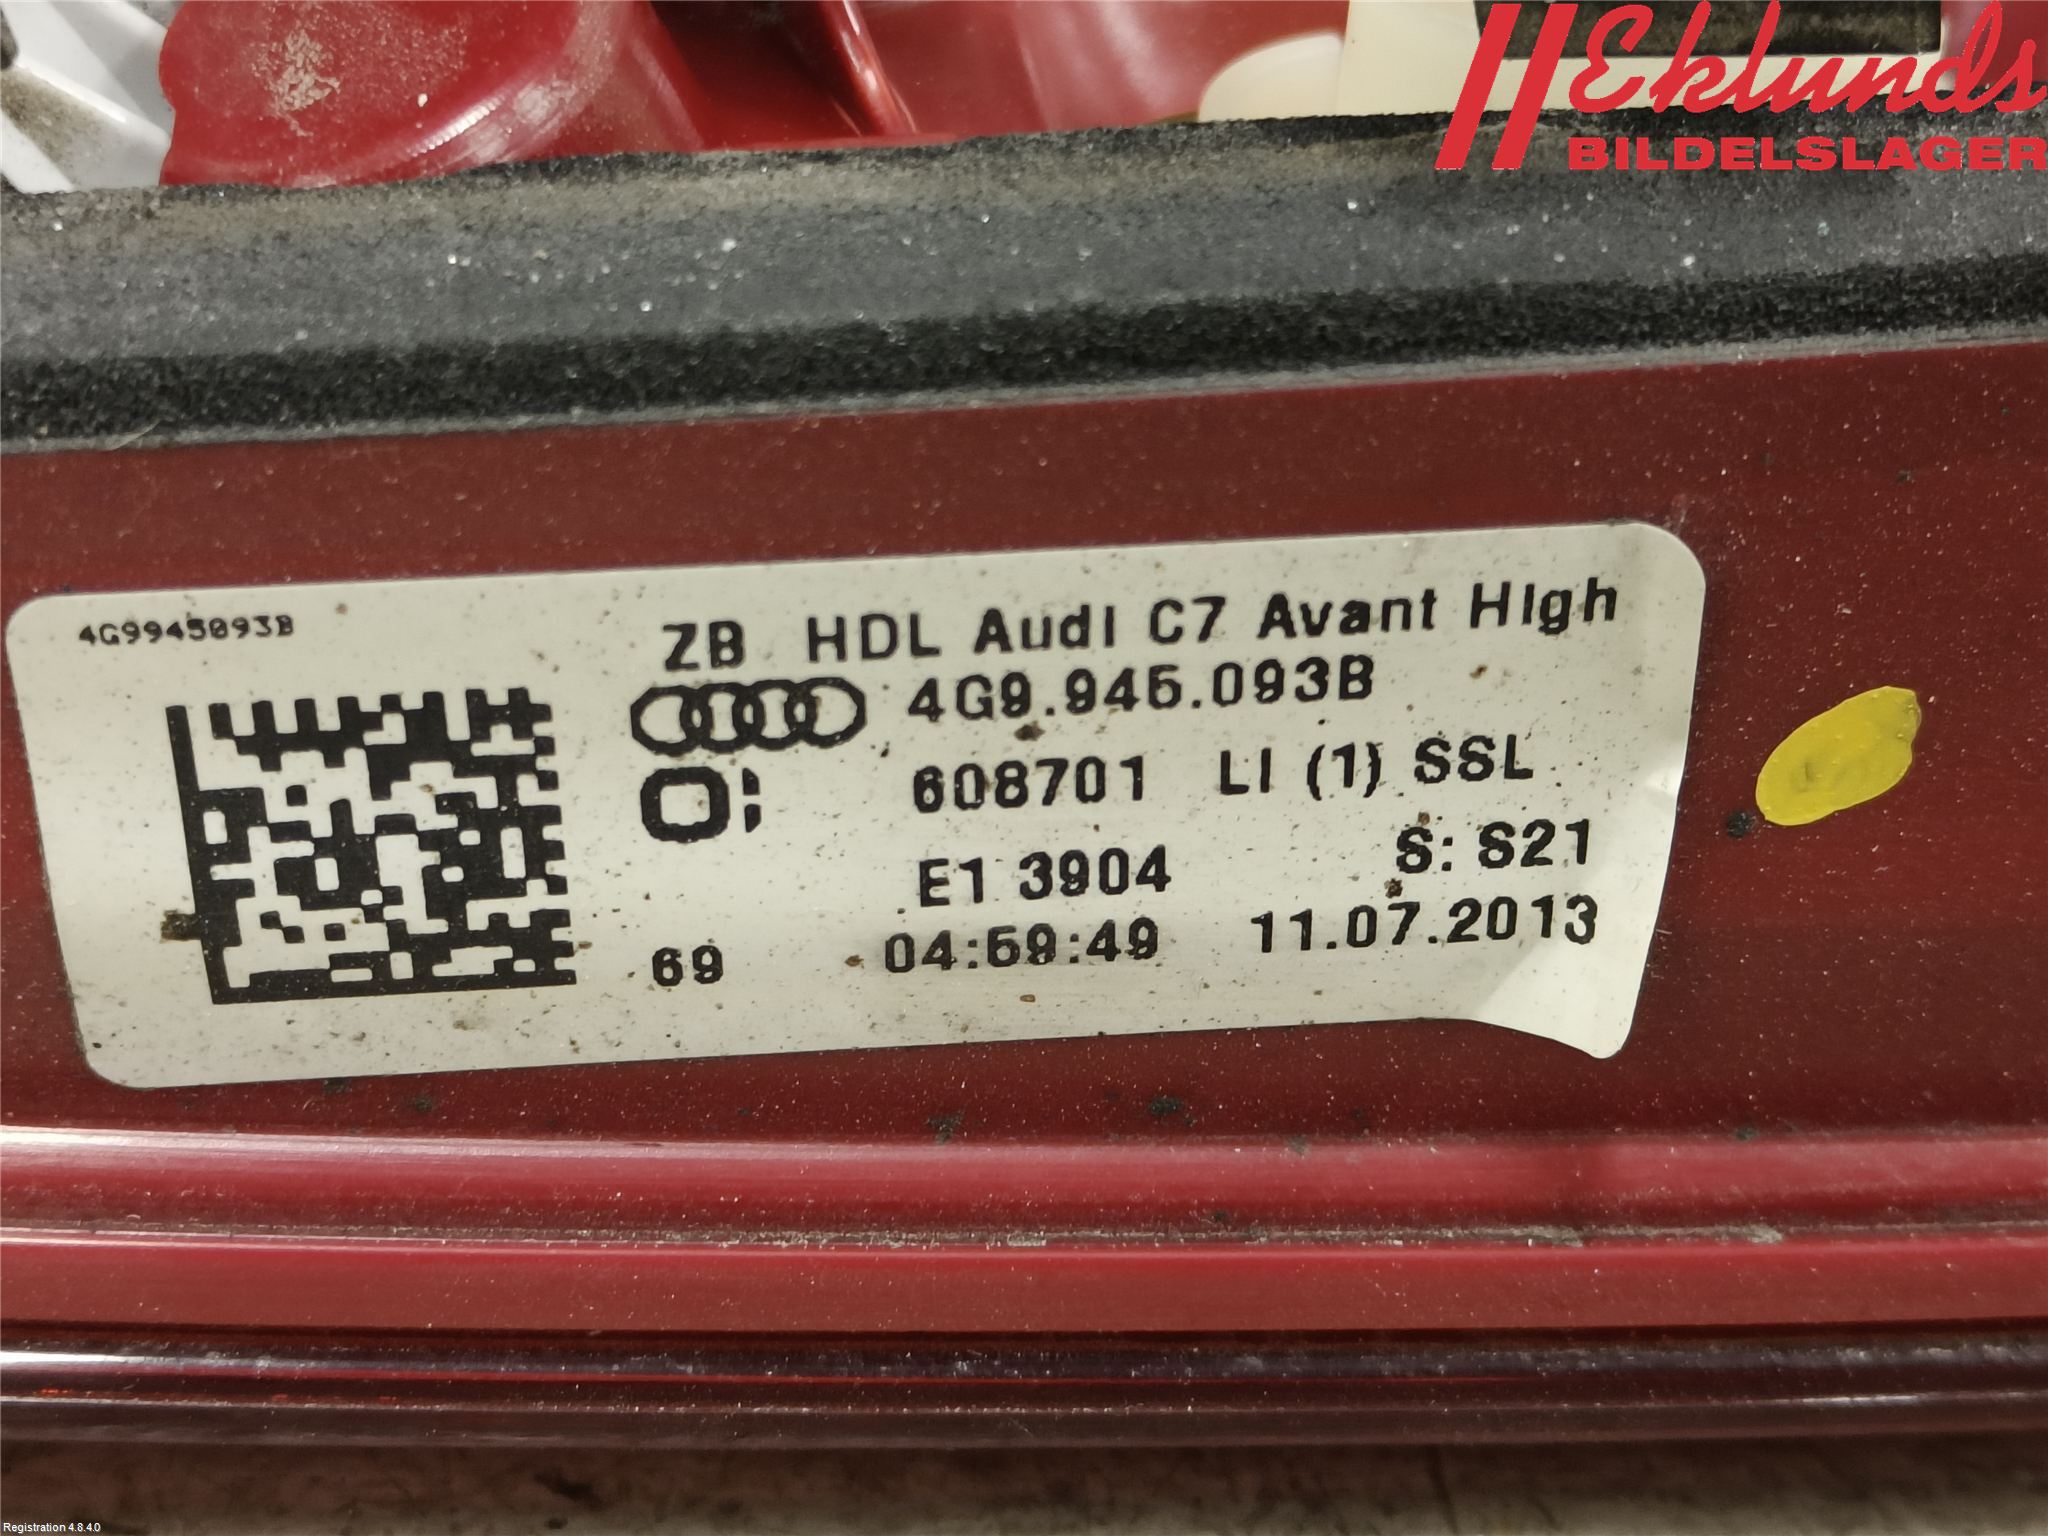 Eklunds
BILDELSLAGER
4G9945093B
ZB HDL Audi C7 Avant High
4G9.945.093B
608701 LI (1) SSL
E1 3904 S: S21
69 04:59:49 11.07.2013
Registration 4.8.4.0